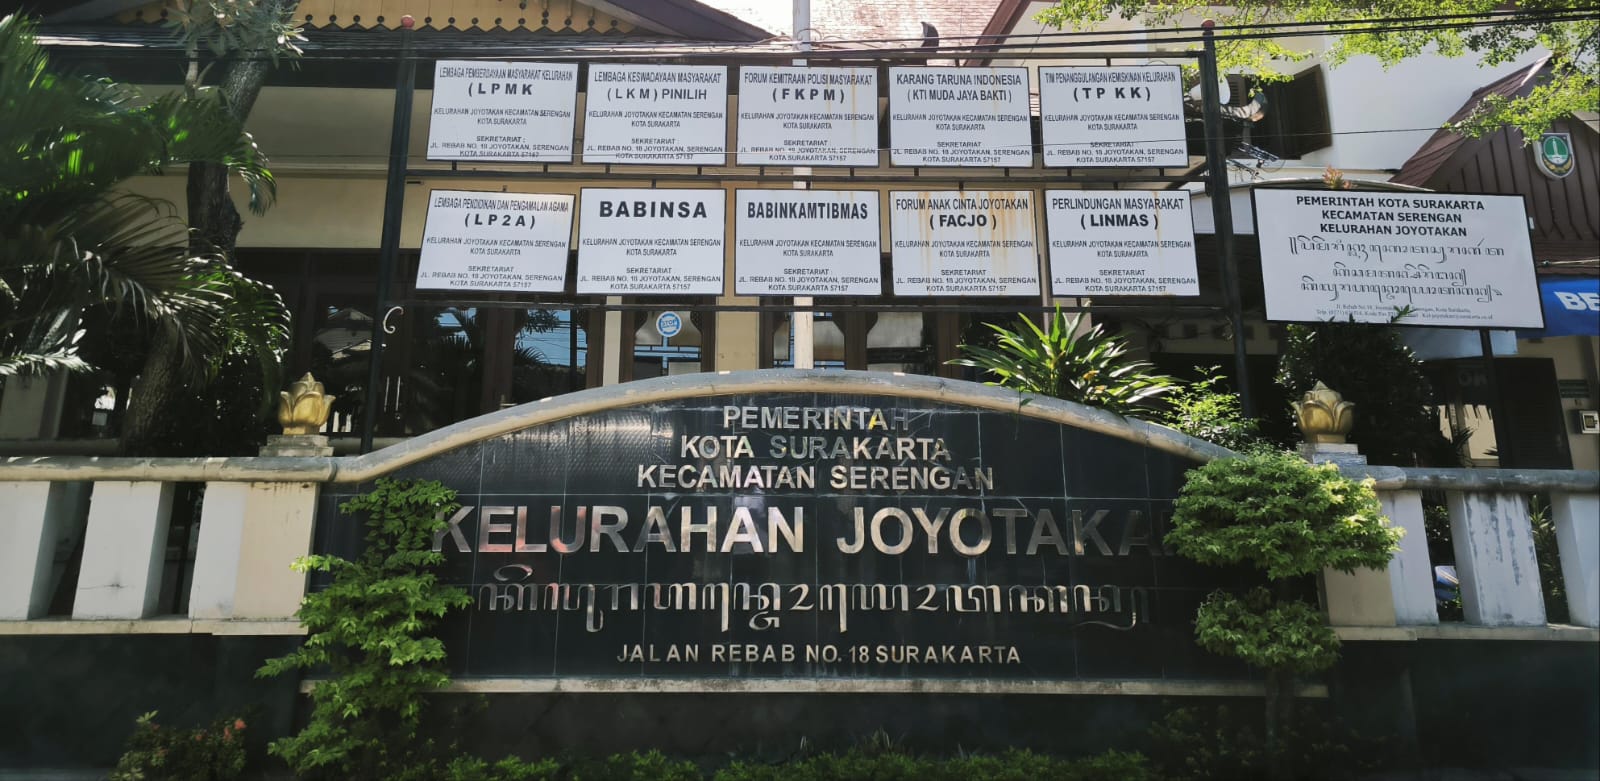 LEMBAGA PEMBERDAYAAN MASYARAKAT KELURAHAN
( LPMK
KELURAHAN JOYOTAKAN KECAMATAN SERENGAN
KOTA SURAKARTA
SEKRETARIAT :
JL. REBAB NO. 18 JOYOTAKAN, SERENGAN
KOTA SURAKARTA 57157
LEMBAGA KESWADAYAAN MASYARAKAT
( LKM ) PINILIH
KELURAHAN JOYOTAKAN KECAMATAN SERENGAN
KOTA SURAKARTA
SEKRETARIAT :
JL. REBAB NO. 18 JOYOTAKAN, SERENGAN
KOTA SURAKARTA 57157
FORUM KEMITRAAN POLISI MASYARAKAT
( FKPM )
KELURAHAN JOYOTAKAN KECAMATAN SERENGAN
KOTA SURAKARTA
SEKRETARIAT :
JL. REBAB NO. 18 JOYOTAKAN, SERENGAN
KOTA SURAKARTA 57157
KARANG TARUNA INDONESIA
( KTI MUDA JAYA BAKTI )
KELURAHAN JOYOTAKAN KECAMATAN SERENGAN
KOTA SURAKARTA
SEKRETARIAT
JL. REBAB NO. 18 JOYOTAKAN, SERENGAN
KOTA SURAKARTA 57157
TIM PENANGGULANGAN KEMISKINAN KELURAHAN
( TP KK )
KELURAHAN JOYOTAKAN KECAMATAN SERENGAN
KOTA SURAKARTA
SEKRETARIAT
JL. REBAB NO. 18 JOYOTAKAN, SERENGAN
KOTA SURAKARTA 57157
LEMBAGA PENDIDIKAN DAN PENGAMALAN AGAMA
( LP2A )
KELURAHAN JOYOTAKAN KECAMATAN SERENGAN
KOTA SURAKARTA
SEKRETARIAT
JL. REBAB NO. 18 JOYOTAKAN, SERENGAN
KOTA SURAKARTA 57157
BABINSA
KELURAHAN JOYOTAKAN KECAMATAN SERENGAN
KOTA SURAKARTA
SEKRETARIAT
JL. REBAB NO. 18 JOYOTAKAN, SERENGAN
KOTA SURAKARTA 57157
BABINKAMTIBMAS
KELURAHAN JOYOTAKAN KECAMATAN SERENGAN
KOTA SURAKARTA
SEKRETARIAT :
JL. REBAB NO. 18 JOYOTAKAN, SERENGAN
KOTA SURAKARTA 57157
FORUM ANAK CINTA JOYOTAKAN
( FACJO )
KELURAHAN JOYOTAKAN KECAMATAN SERENGAN
KOTA SURAKARTA
SEKRETARIAT
JL. REBAB NO. 18 JOYOTAKAN, SERENGAN
KOTA SURAKARTA 57157
PERLINDUNGAN MASYARAKAT
( LINMAS )
KELURAHAN JOYOTAKAN KECAMATAN SERENGAN
KOTA SURAKARTA
SEKRETARIAT
JL. REBAB NO. 18 JOYOTAKAN, SERENGAN
KOTA SURAKARTA 57157
PEMERINTAH KOTA SURAKARTA
KECAMATAN SERENGAN
KELURAHAN JOYOTAKAN
STOP
PEMERINTAH
KOTA SURAKARTA
KECAMATAN SERENGAN
KELURAHAN JOYOTAKAN
JALAN REBAB NO. 18 SURAKARTA